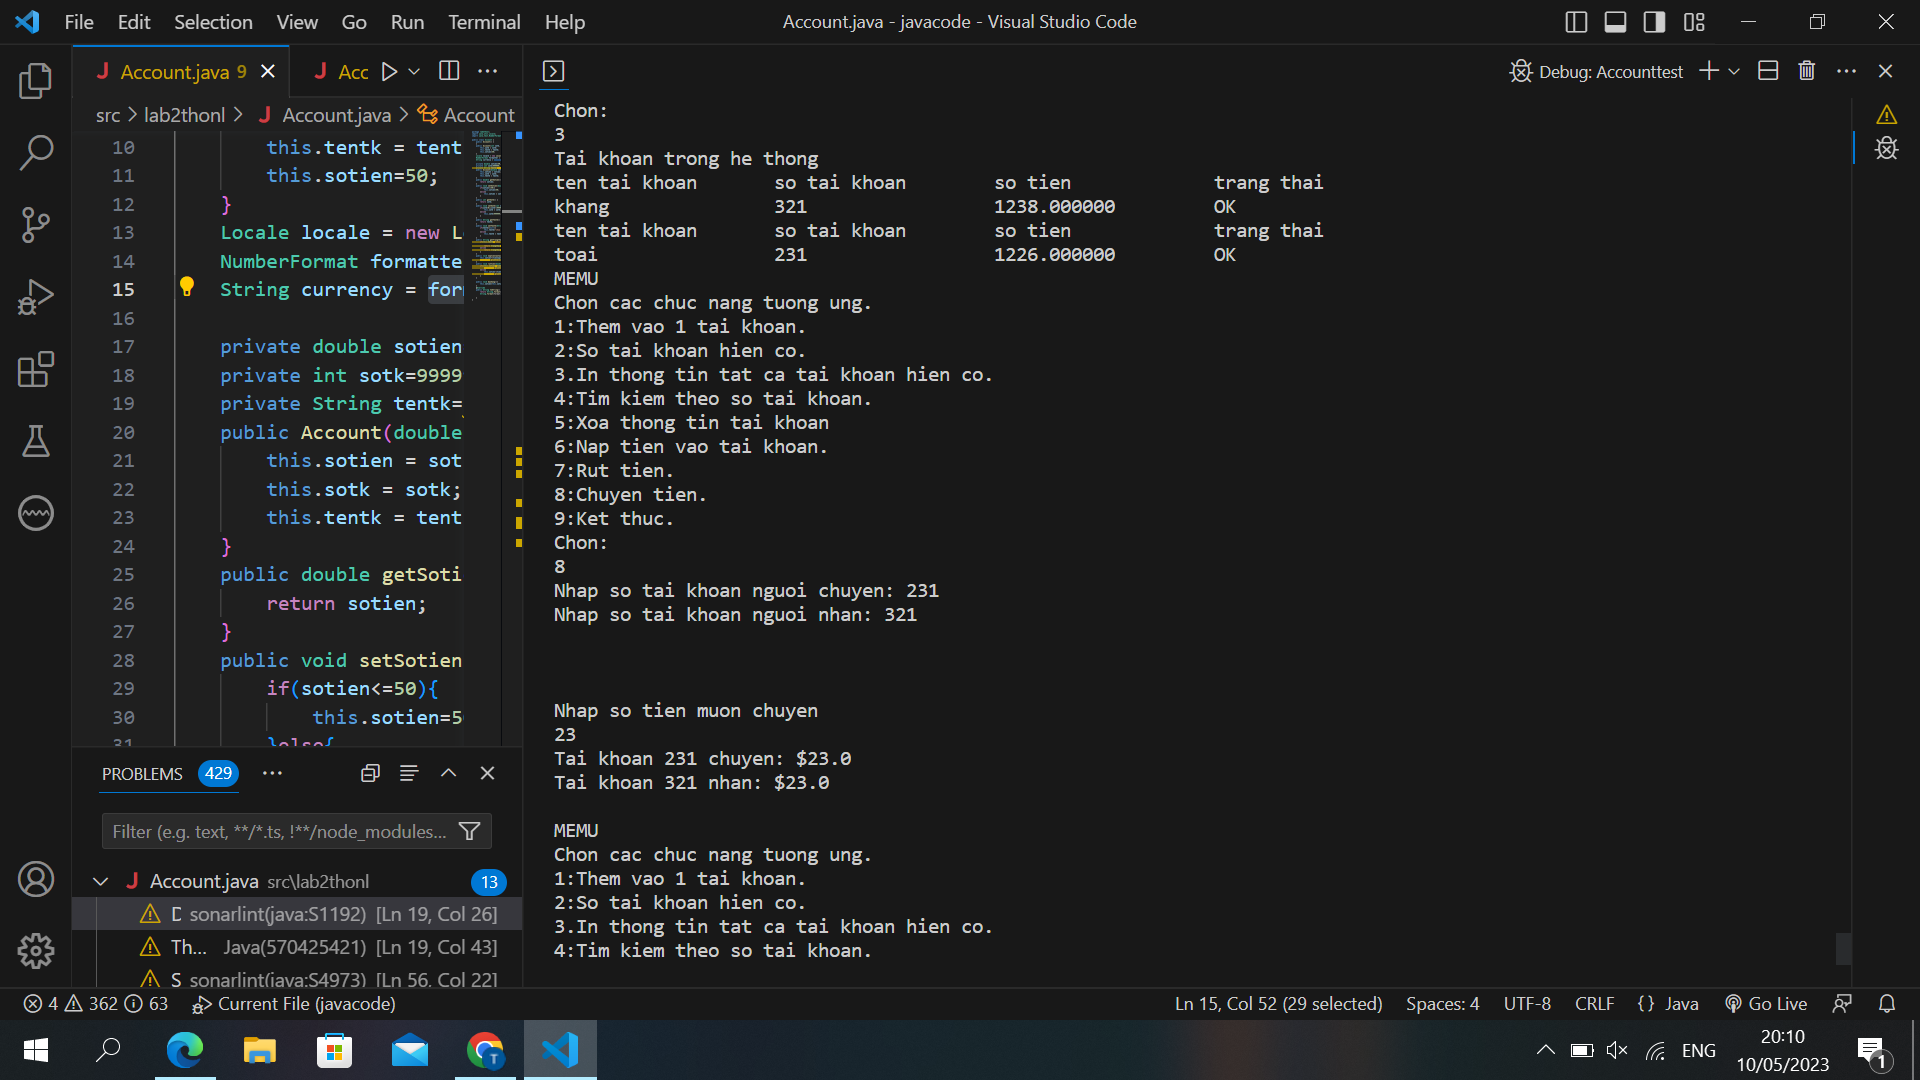 File Edit Selection View Go Run Terminal Help
Account.java - javacode - Visual Studio Code
Account.java 9
Acc
src > lab2thonl > Account.java > Account
10 this.tentk = tent
11 this.sotien=50;
12 }
13 Locale locale = new L
14 NumberFormat formatte
15 String currency = for
16
17 private double sotien
18 private int sotk=9999
19 private String tentk=
20 public Account(double
21 this.sotien = sot
22 this.sotk = sotk;
23 this.tentk = tent
24 }
25 public double getSoti
26 return sotien;
27 }
28 public void setSotien
29 if(sotien<=50){
30 this.sotien=5
31 }else{
PROBLEMS 429
Filter (e.g. text, **/*.ts, !**/node_modules...
Account.java src\lab2thonl 13
D sonarlint(java:S1192) [Ln 19, Col 26]
Th... Java(570425421) [Ln 19, Col 43]
S sonarlint(java:S4973) [Ln 56, Col 22]
Debug: Accounttest
Chon:
3
Tai khoan trong he thong
ten tai khoan so tai khoan so tien trang thai
khang 321 1238.000000 OK
ten tai khoan so tai khoan so tien trang thai
toai 231 1226.000000 OK
MEMU
Chon cac chuc nang tuong ung.
1:Them vao 1 tai khoan.
2:So tai khoan hien co.
3.In thong tin tat ca tai khoan hien co.
4:Tim kiem theo so tai khoan.
5:Xoa thong tin tai khoan
6:Nap tien vao tai khoan.
7:Rut tien.
8:Chuyen tien.
9:Ket thuc.
Chon:
8
Nhap so tai khoan nguoi chuyen: 231
Nhap so tai khoan nguoi nhan: 321
Nhap so tien muon chuyen
23
Tai khoan 231 chuyen: $23.0
Tai khoan 321 nhan: $23.0
MEMU
Chon cac chuc nang tuong ung.
1:Them vao 1 tai khoan.
2:So tai khoan hien co.
3.In thong tin tat ca tai khoan hien co.
4:Tim kiem theo so tai khoan.
4 362 63 Current File (javacode)
Ln 15, Col 52 (29 selected) Spaces: 4 UTF-8 CRLF {} Java Go Live
T
ENG
20:10
10/05/2023
1